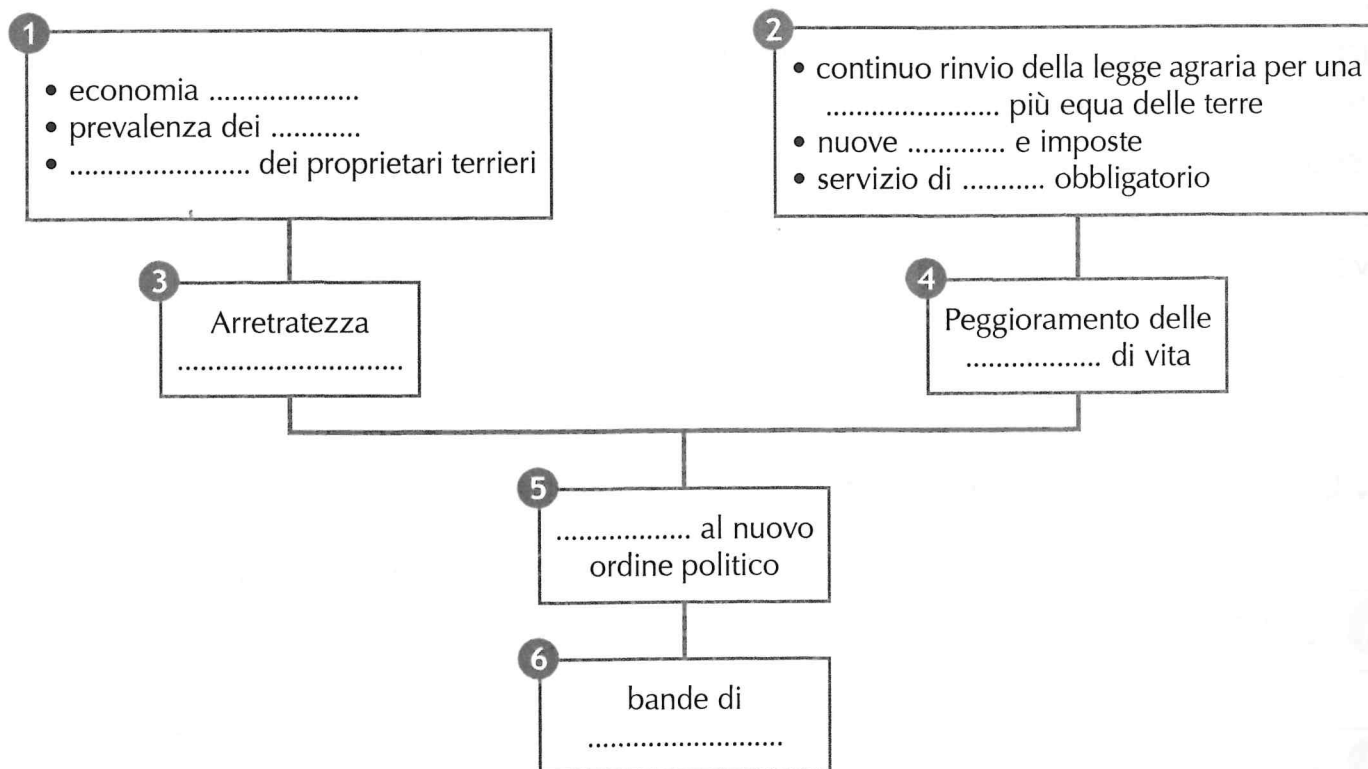 1
• economia ....................
• prevalenza dei ............
• ........................ dei proprietari terrieri
2
• continuo rinvio della legge agraria per una
....................... più equa delle terre
• nuove ............. e imposte
• servizio di ........... obbligatorio
3
Arretratezza
..............................
4
Peggioramento delle
.................. di vita
5
.................. al nuovo
ordine politico
6
bande di
..........................